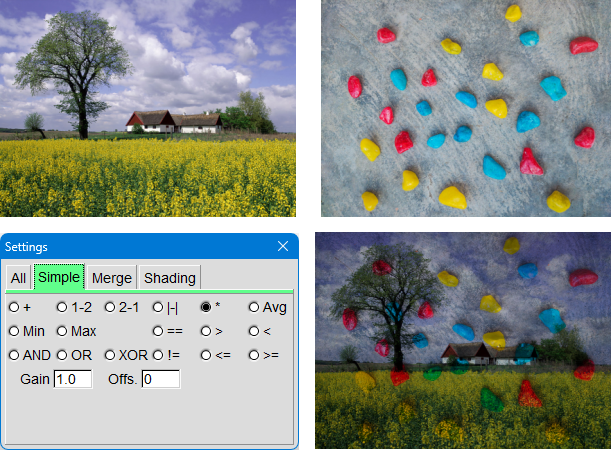 Settings
All Simple Merge Shading
+ 1-2 2-1 |-| * Avg
Min Max == > <
AND OR XOR != <= >=
Gain 1.0 Offs. 0